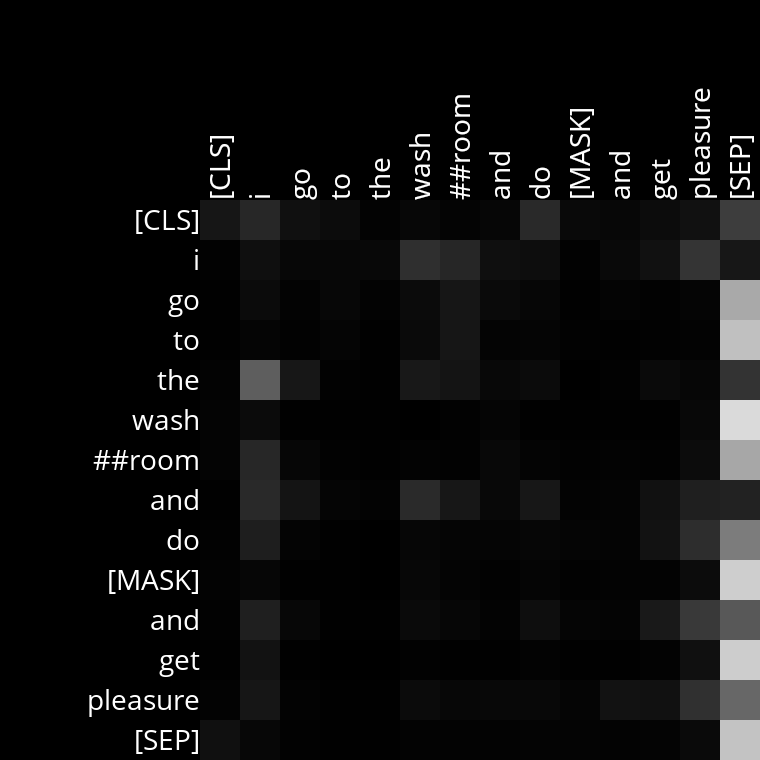 [CLS] i go to the wash ##room and do [MASK] and get pleasure [SEP]
[CLS]
i
go
to
the
wash
##room
and
do
[MASK]
and
get
pleasure
[SEP]